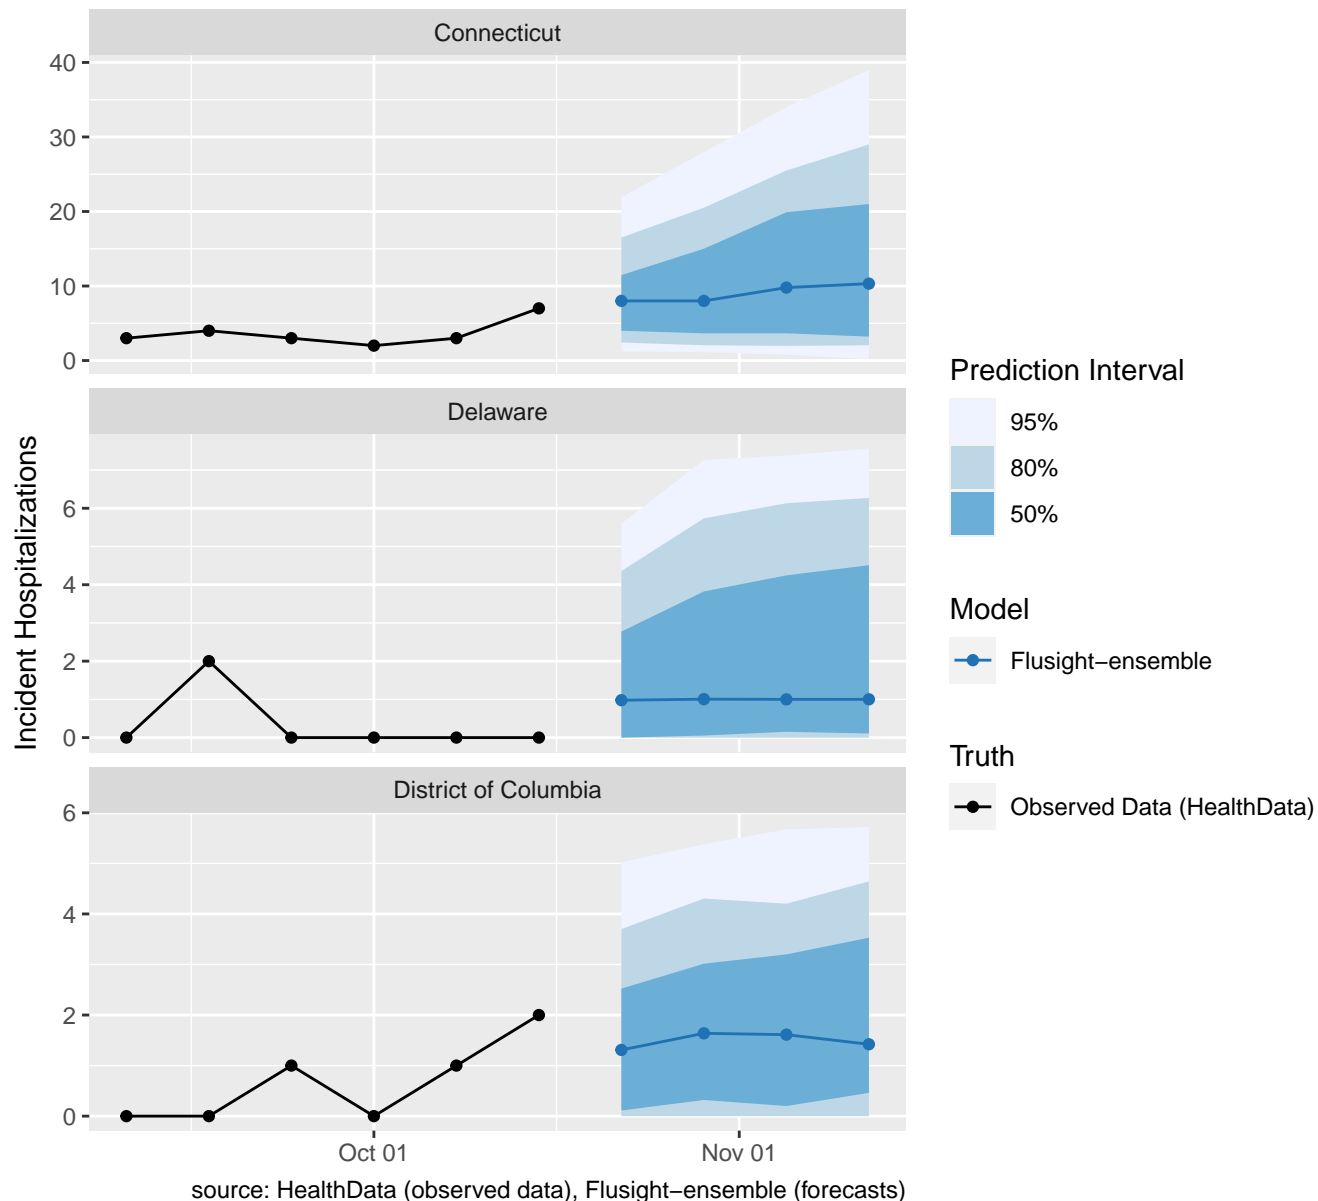 Connecticut
40
30
20
10
0
Delaware
6
4
2
0
District of Columbia
6
4
2
0
Oct 01
Nov 01
Incident Hospitalizations
source: HealthData (observed data), Flusight−ensemble (forecasts)
Prediction Interval
95%
80%
50%
Model
Flusight−ensemble
Truth
Observed Data (HealthData)